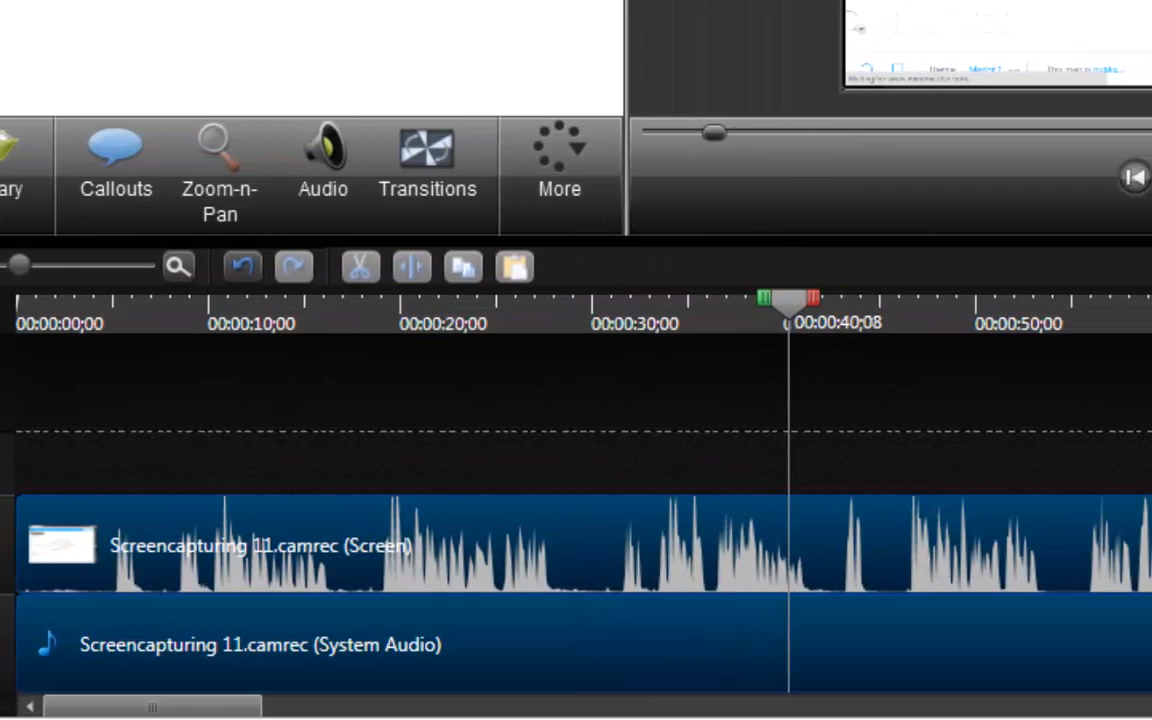 Theme
ary
Callouts
Zoom-n-
Pan
Audio
Transitions
More
00:00:00;00
00:00:10;00
00:00:20;00
00:00:30;00
00:00:40;08
00:00:50;00
Screencapturing 11.camrec (Screen)
Screencapturing 11.camrec (System Audio)